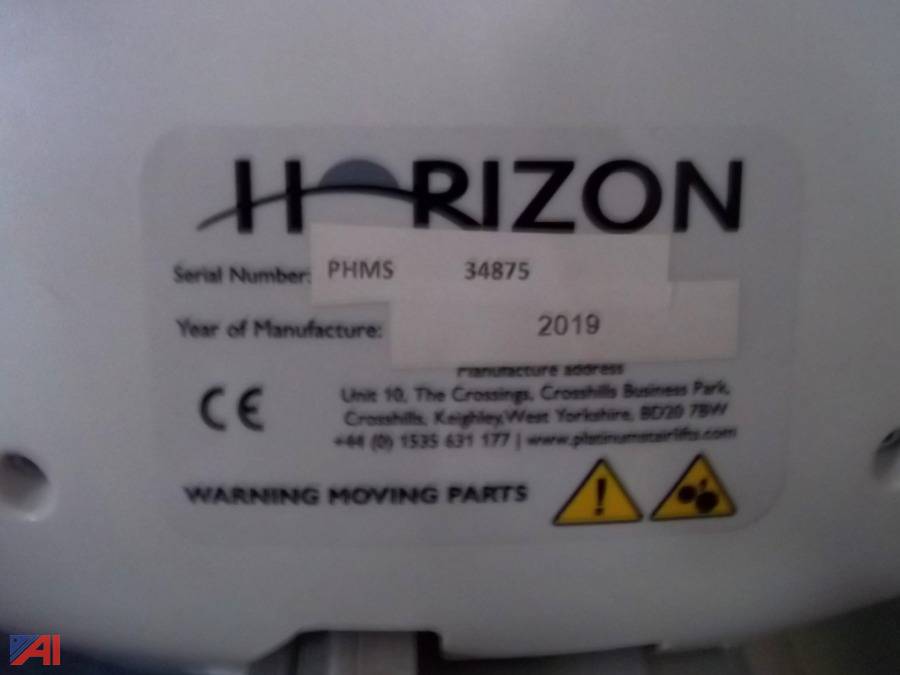 HORIZON
Serial Number: PHMS 34875
Year of Manufacture: 2019
Manufacture address
Unit 10, The Crossings, Crosshills Business Park,
Crosshills, Keighley,West Yorkshire, BD20 7BW
+44 (0) 1535 631 177 | www.platinumstairlifts.com
CE
WARNING MOVING PARTS
!
AI